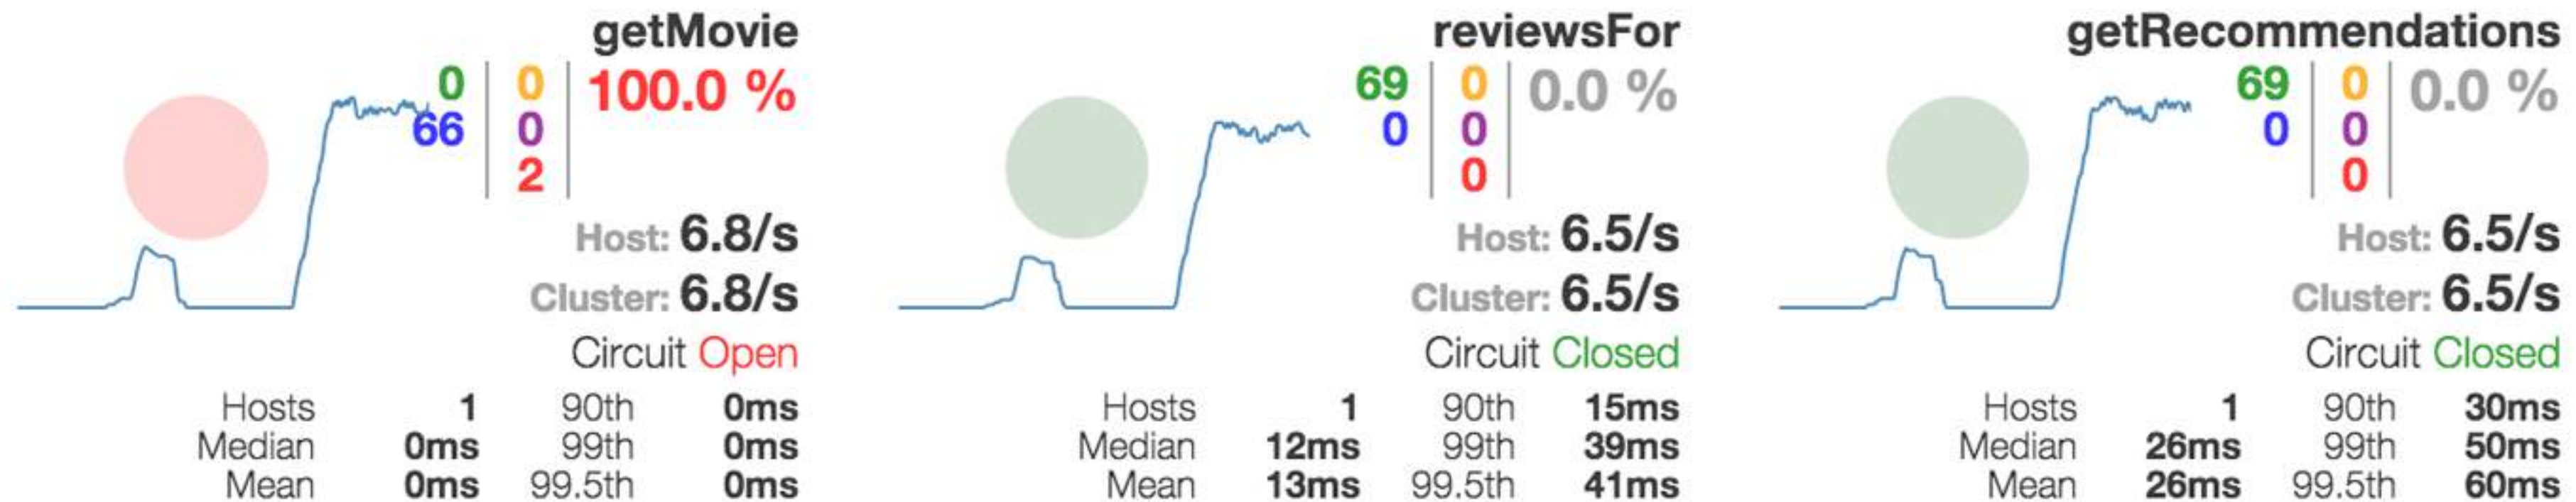 getMovie
0 0 100.0 %
66 0
2
Host: 6.8/s
Cluster: 6.8/s
Circuit Open
Hosts 1 90th 0ms
Median 0ms 99th 0ms
Mean 0ms 99.5th 0ms
reviewsFor
69 0 0.0 %
0 0
0
Host: 6.5/s
Cluster: 6.5/s
Circuit Closed
Hosts 1 90th 15ms
Median 12ms 99th 39ms
Mean 13ms 99.5th 41ms
getRecommendations
69 0 0.0 %
0 0
0
Host: 6.5/s
Cluster: 6.5/s
Circuit Closed
Hosts 1 90th 30ms
Median 26ms 99th 50ms
Mean 26ms 99.5th 60ms